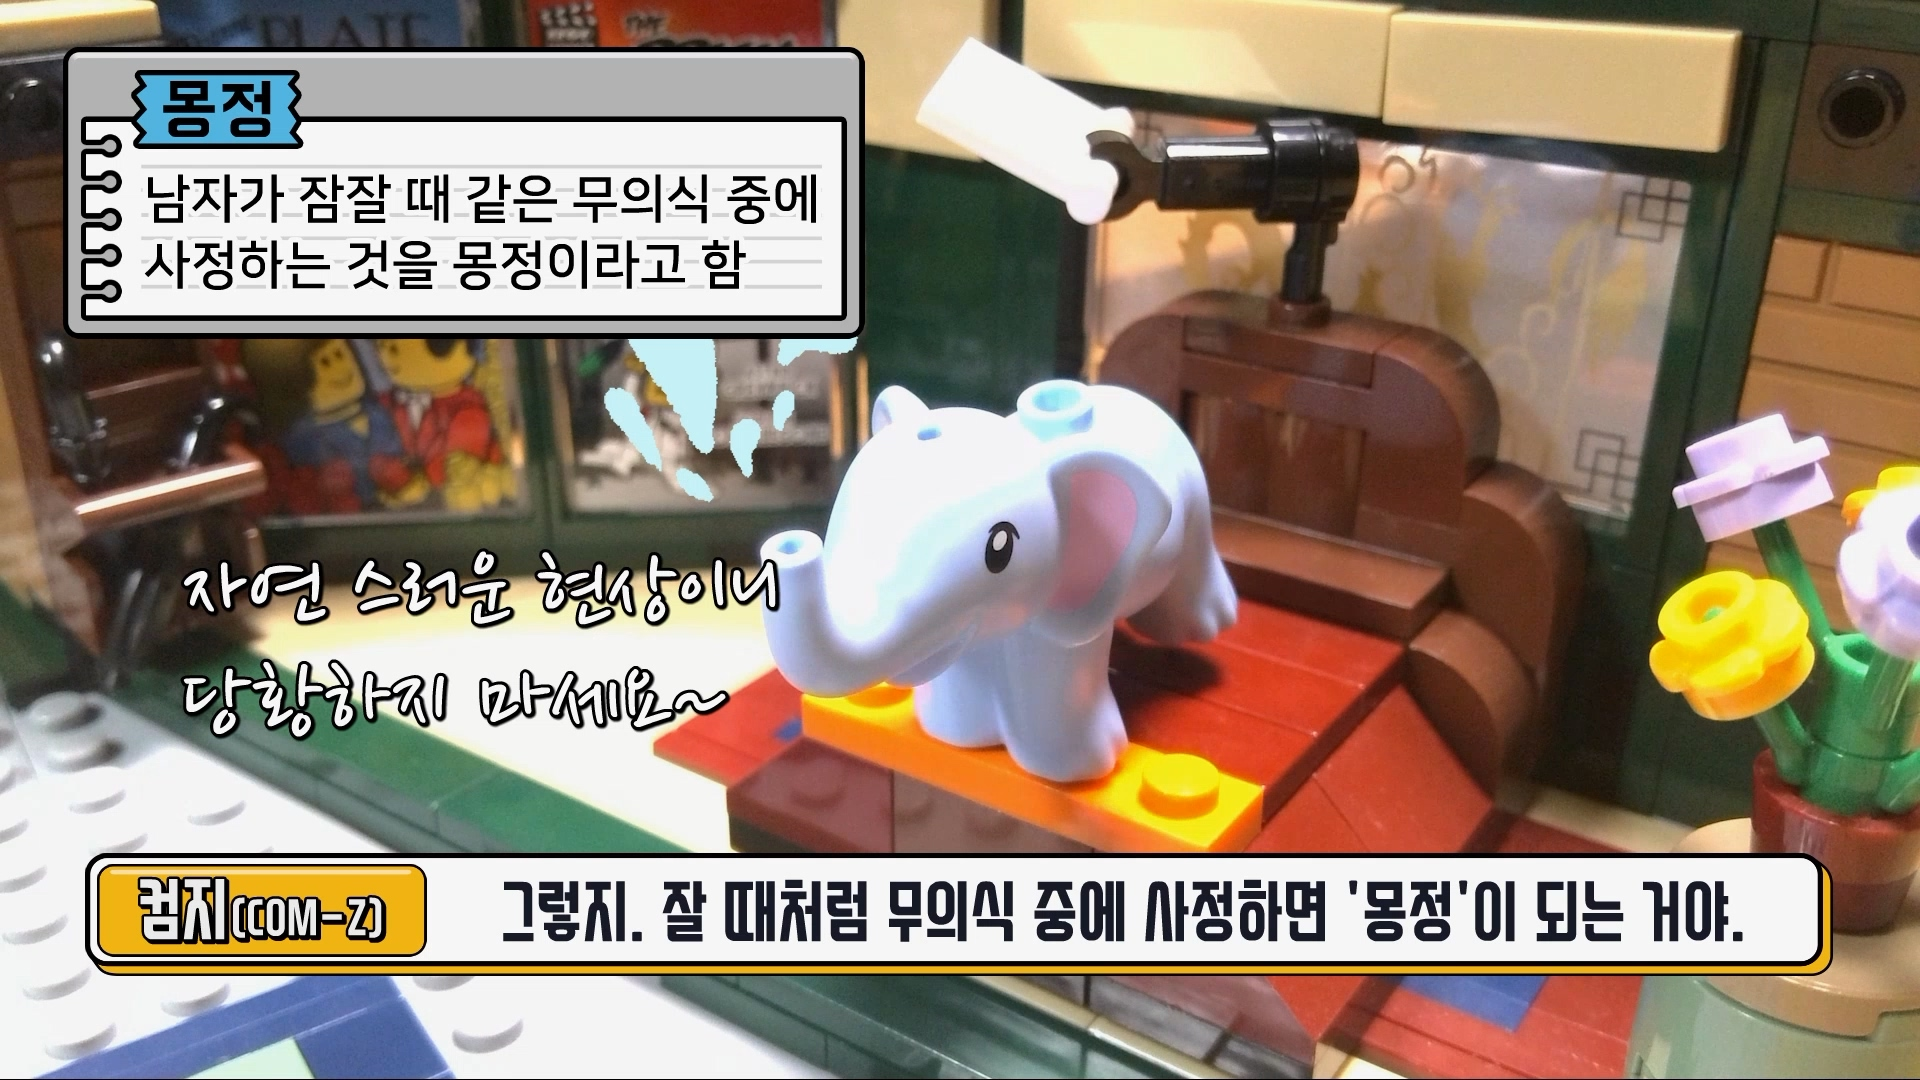 PLATE
THE
몽정
남자가 잠잘 때 같은 무의식 중에
사정하는 것을 몽정이라고 함
자연 스러운 현상이니
당황하지 마세요~
컴지(COM-Z)
그렇지. 잘 때처럼 무의식 중에 사정하면 '몽정'이 되는 거야.